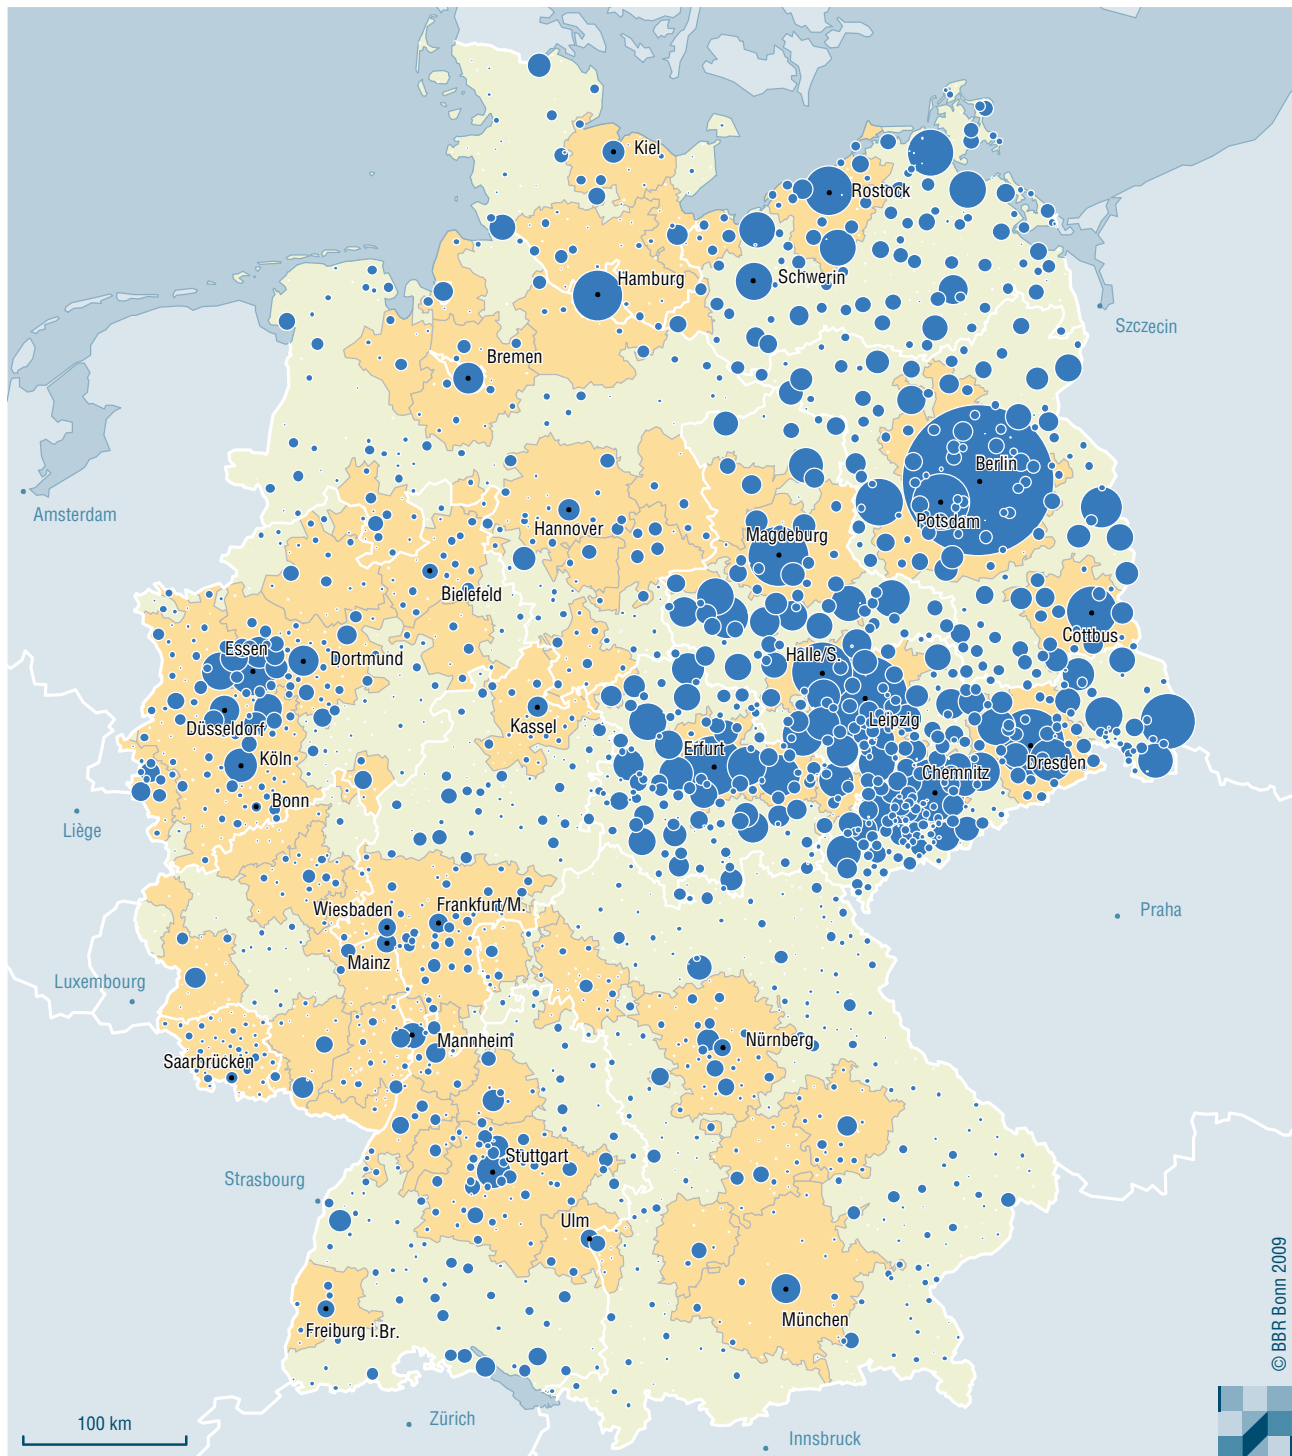 Kiel
Rostock
Hamburg
Schwerin
Szczecin
Bremen
Berlin
Amsterdam
Hannover
Potsdam
Magdeburg
Bielefeld
Cottbus
Essen
Dortmund
Halle/S.
Düsseldorf
Kassel
Leipzig
Erfurt
Köln
Dresden
Chemnitz
Bonn
Liège
Wiesbaden
Frankfurt/M.
Praha
Mainz
Luxembourg
Mannheim
Nürnberg
Saarbrücken
Stuttgart
Strasbourg
Ulm
München
Freiburg i.Br.
© BBR Bonn 2009
100 km
Zürich
Innsbruck